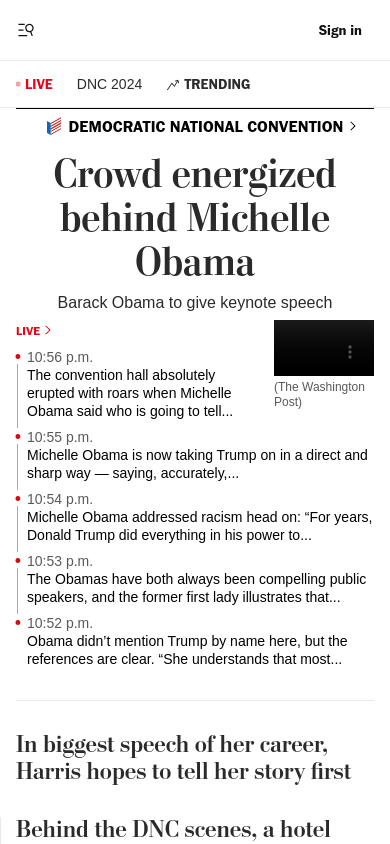 Sign in
LIVE
DNC 2024
TRENDING
DEMOCRATIC NATIONAL CONVENTION
Crowd energized
behind Michelle
Obama
Barack Obama to give keynote speech
LIVE
10:56 p.m.
The convention hall absolutely
erupted with roars when Michelle
Obama said who is going to tell...
(The Washington
Post)
10:55 p.m.
Michelle Obama is now taking Trump on in a direct and
sharp way — saying, accurately,...
10:54 p.m.
Michelle Obama addressed racism head on: “For years,
Donald Trump did everything in his power to...
10:53 p.m.
The Obamas have both always been compelling public
speakers, and the former first lady illustrates that...
10:52 p.m.
Obama didn’t mention Trump by name here, but the
references are clear. “She understands that most...
In biggest speech of her career,
Harris hopes to tell her story first
Behind the DNC scenes, a hotel